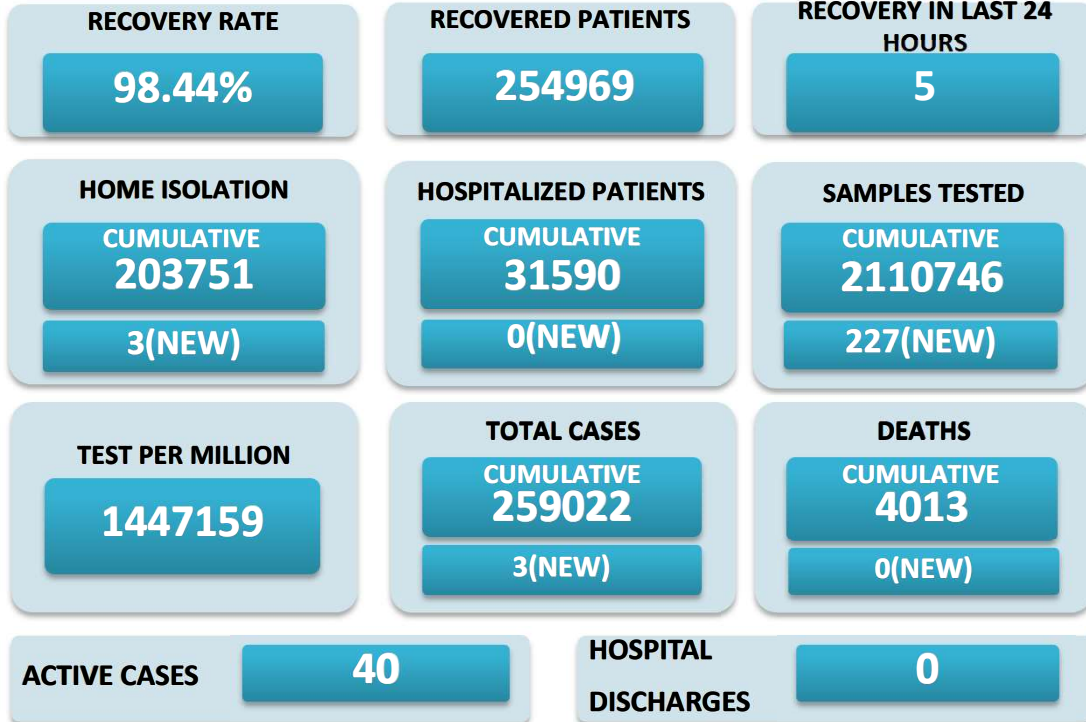 RECOVERY RATE
98.44%
RECOVERED PATIENTS
254969
RECOVERY IN LAST 24
HOURS
5
HOME ISOLATION
CUMULATIVE
203751
3(NEW)
HOSPITALIZED PATIENTS
CUMULATIVE
31590
0(NEW)
SAMPLES TESTED
CUMULATIVE
2110746
227(NEW)
TEST PER MILLION
1447159
TOTAL CASES
CUMULATIVE
259022
3(NEW)
DEATHS
CUMULATIVE
4013
0(NEW)
ACTIVE CASES
40
HOSPITAL
DISCHARGES
0